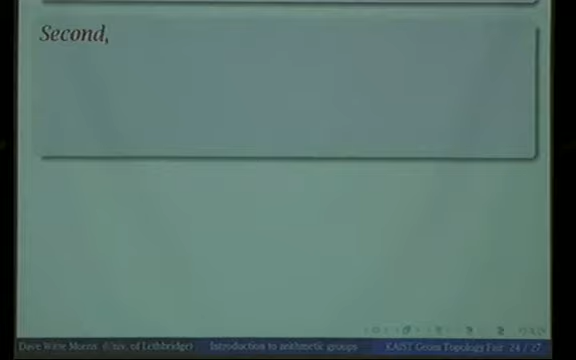 Second,
Dave Witte Morris (Univ. of Lethbridge) Introduction to arithmetic groups KAIST Geom Topology Fair 24 / 27